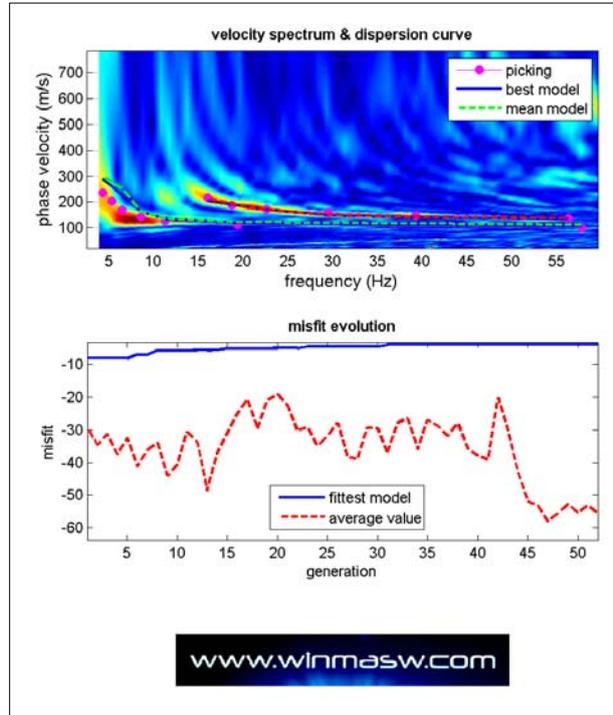 velocity spectrum & dispersion curve
700
600
500
400
300
200
100
phase velocity (m/s)
picking
best model
mean model
5 10 15 20 25 30 35 40 45 50 55
frequency (Hz)
misfit evolution
-10
-20
-30
-40
-50
-60
misfit
fittest model
average value
5 10 15 20 25 30 35 40 45 50
generation
www.winmasw.com